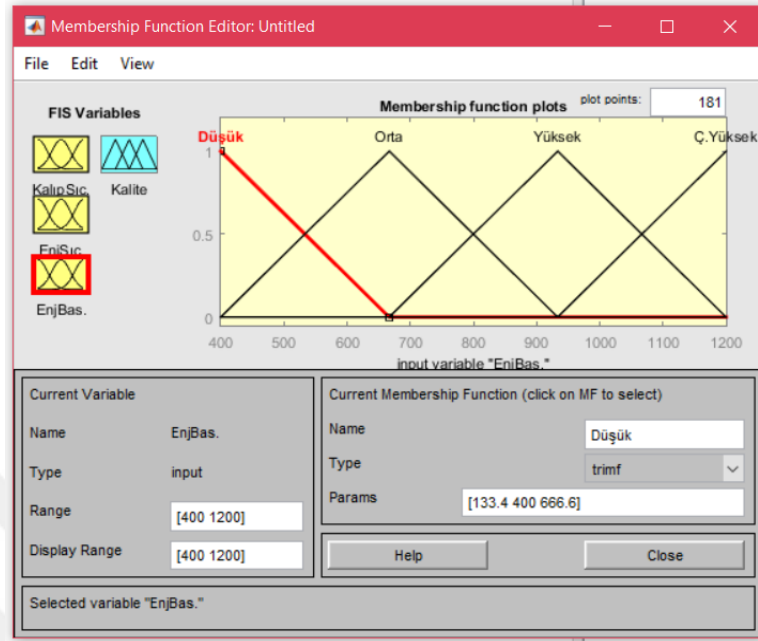 Membership Function Editor: Untitled
File Edit View
FIS Variables
KalıpSıc. Kalite
EnjSıc.
EnjBas.
Membership function plots plot points: 181
Düşük Orta Yüksek Ç.Yüksek
1
0.5
0
400 500 600 700 800 900 1000 1100 1200
input variable "EnjBas."
Current Variable
Name EnjBas.
Type input
Range [400 1200]
Display Range [400 1200]
Current Membership Function (click on MF to select)
Name Düşük
Type trimf
Params [133.4 400 666.6]
Help Close
Selected variable "EnjBas."